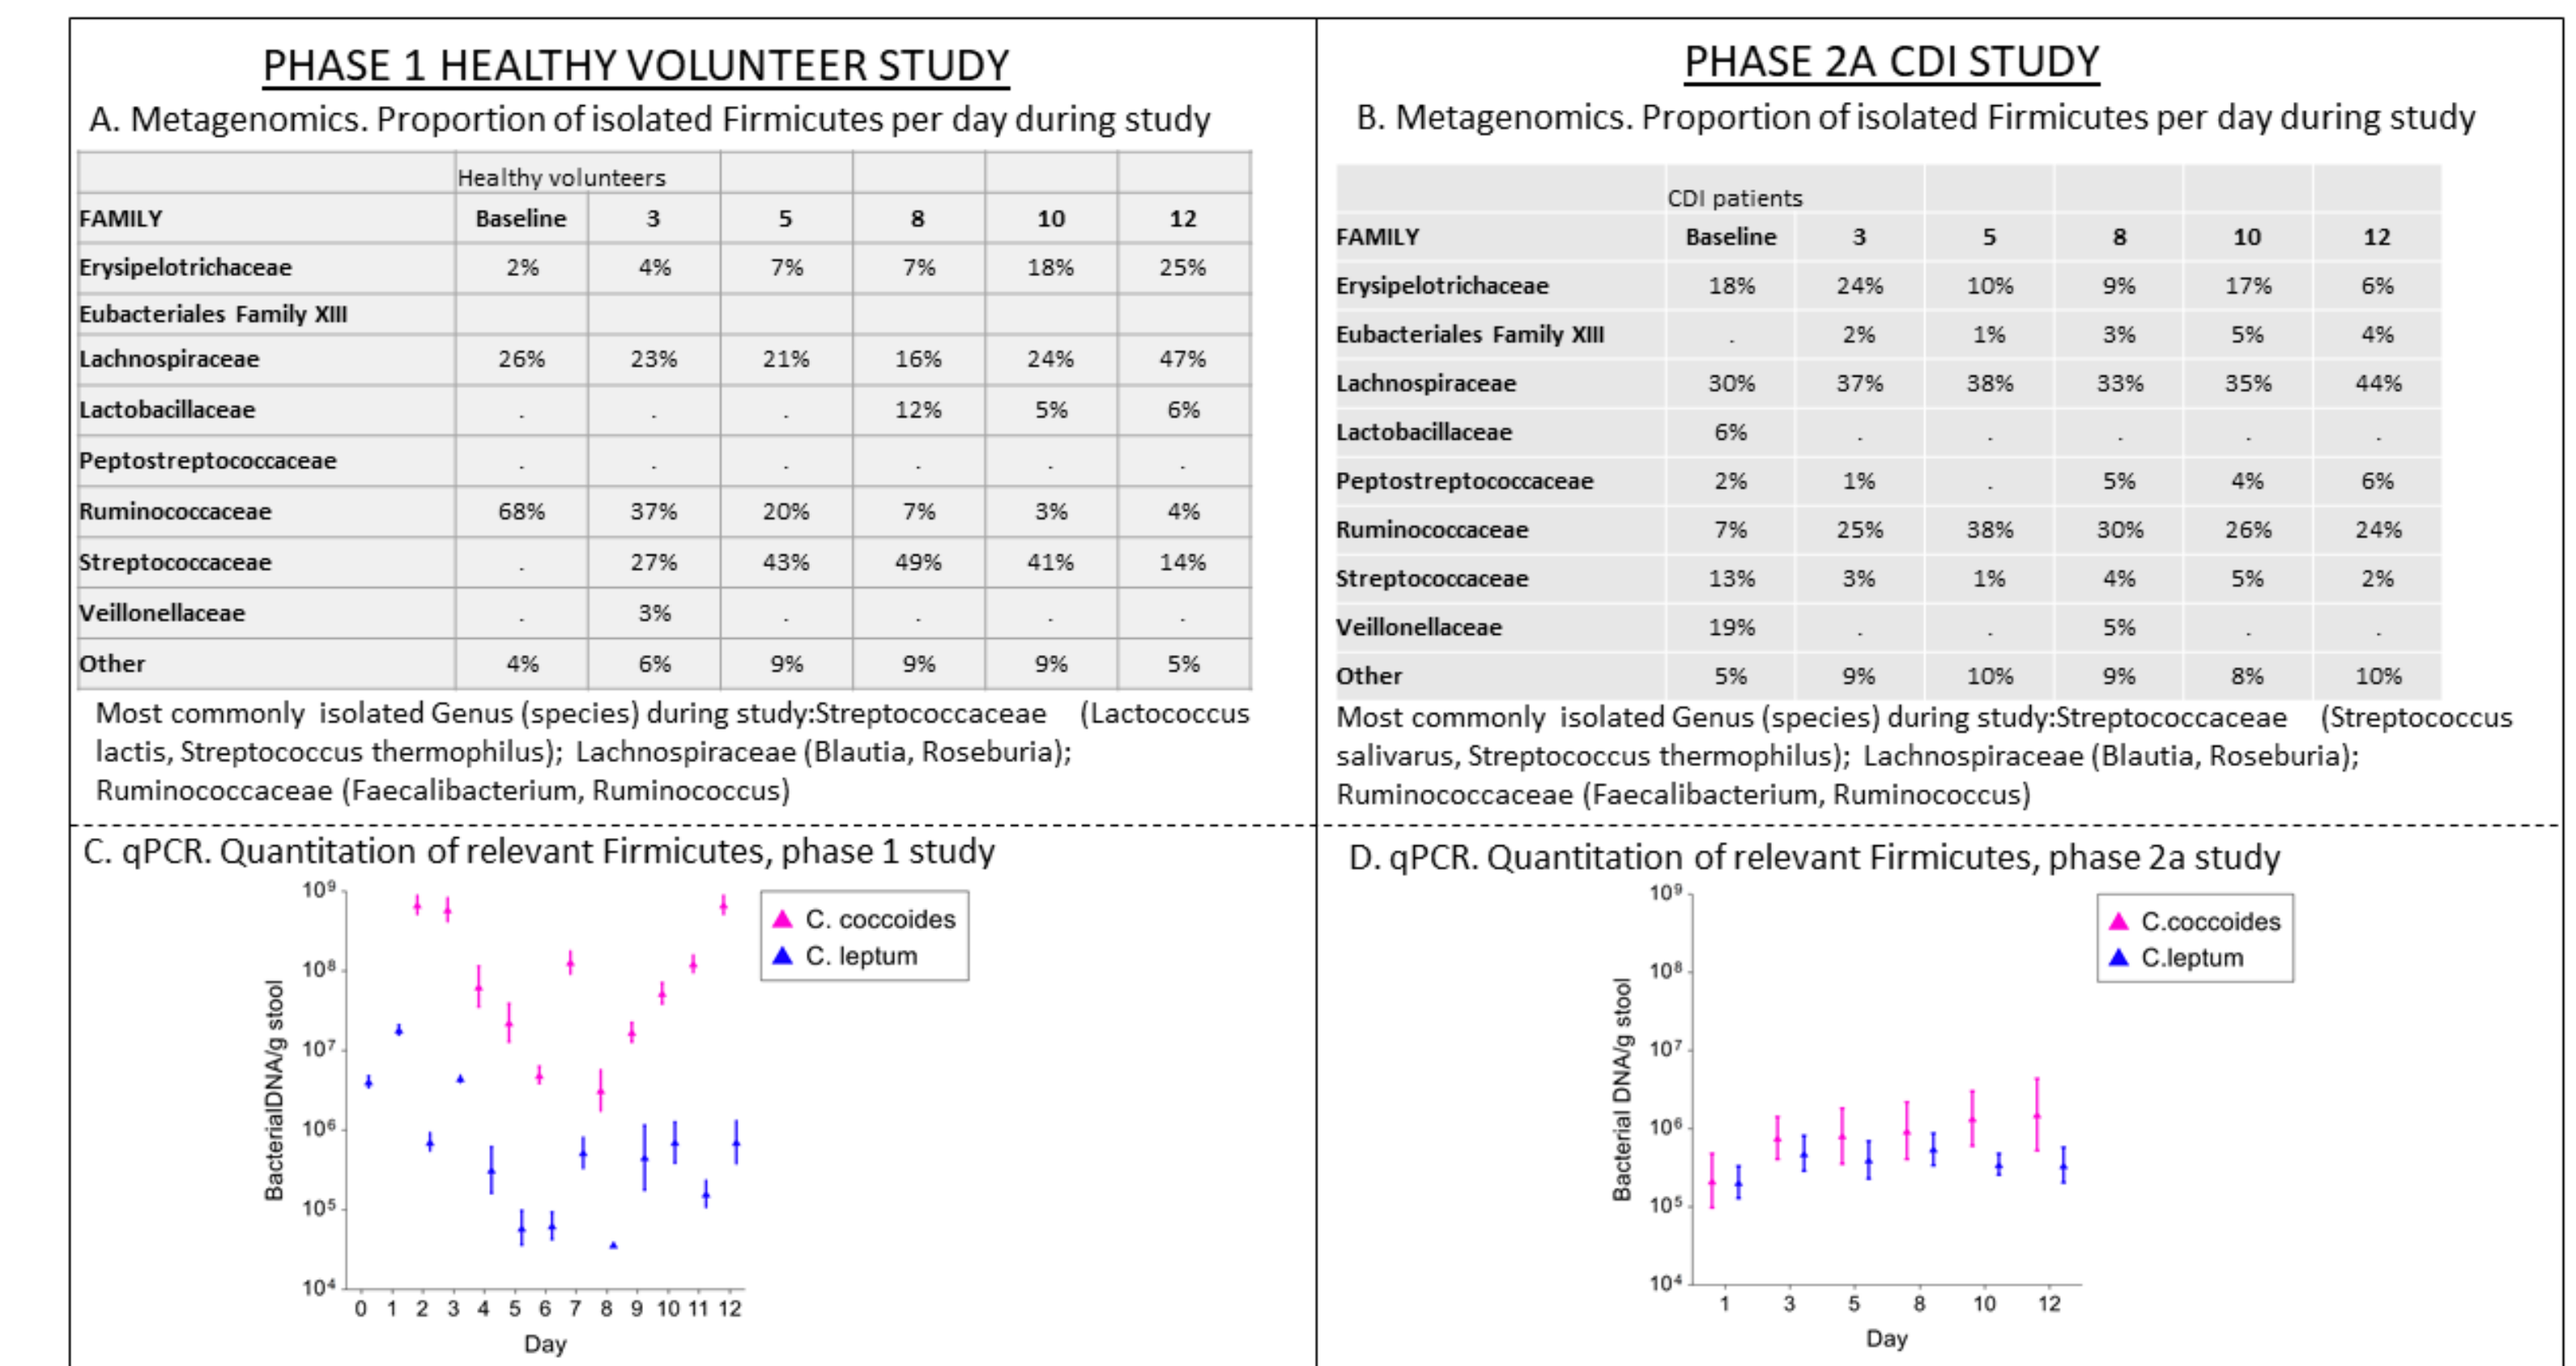 PHASE 1 HEALTHY VOLUNTEER STUDY
A. Metagenomics. Proportion of isolated Firmicutes per day during study
Healthy volunteers
FAMILY Baseline 3 5 8 10 12
Erysipelotrichaceae 2% 4% 7% 7% 18% 25%
Eubacteriales Family XIII
Lachnospiraceae 26% 23% 21% 16% 24% 47%
Lactobacillaceae . . . 12% 5% 6%
Peptostreptococcaceae . . . . . .
Ruminococcaceae 68% 37% 20% 7% 3% 4%
Streptococcaceae . 27% 43% 49% 41% 14%
Veillonellaceae . 3% . . . .
Other 4% 6% 9% 9% 9% 5%
Most commonly isolated Genus (species) during study:Streptococcaceae (Lactococcus
lactis, Streptococcus thermophilus); Lachnospiraceae (Blautia, Roseburia);
Ruminococcaceae (Faecalibacterium, Ruminococcus)
PHASE 2A CDI STUDY
B. Metagenomics. Proportion of isolated Firmicutes per day during study
CDI patients
FAMILY Baseline 3 5 8 10 12
Erysipelotrichaceae 18% 24% 10% 9% 17% 6%
Eubacteriales Family XIII . 2% 1% 3% 5% 4%
Lachnospiraceae 30% 37% 38% 33% 35% 44%
Lactobacillaceae 6% . . . . .
Peptostreptococcaceae 2% 1% . 5% 4% 6%
Ruminococcaceae 7% 25% 38% 30% 26% 24%
Streptococcaceae 13% 3% 1% 4% 5% 2%
Veillonellaceae 19% . . 5% . .
Other 5% 9% 10% 9% 8% 10%
Most commonly isolated Genus (species) during study:Streptococcaceae (Streptococcus
salivarus, Streptococcus thermophilus); Lachnospiraceae (Blautia, Roseburia);
Ruminococcaceae (Faecalibacterium, Ruminococcus)
C. qPCR. Quantitation of relevant Firmicutes, phase 1 study
10⁹
10⁸
10⁷
10⁶
10⁵
10⁴
BacterialDNA/g stool
0 1 2 3 4 5 6 7 8 9 10 11 12
Day
C. coccoides
C. leptum
D. qPCR. Quantitation of relevant Firmicutes, phase 2a study
10⁹
10⁸
10⁷
10⁶
10⁵
10⁴
Bacterial DNA/g stool
1 3 5 8 10 12
Day
C.coccoides
C.leptum